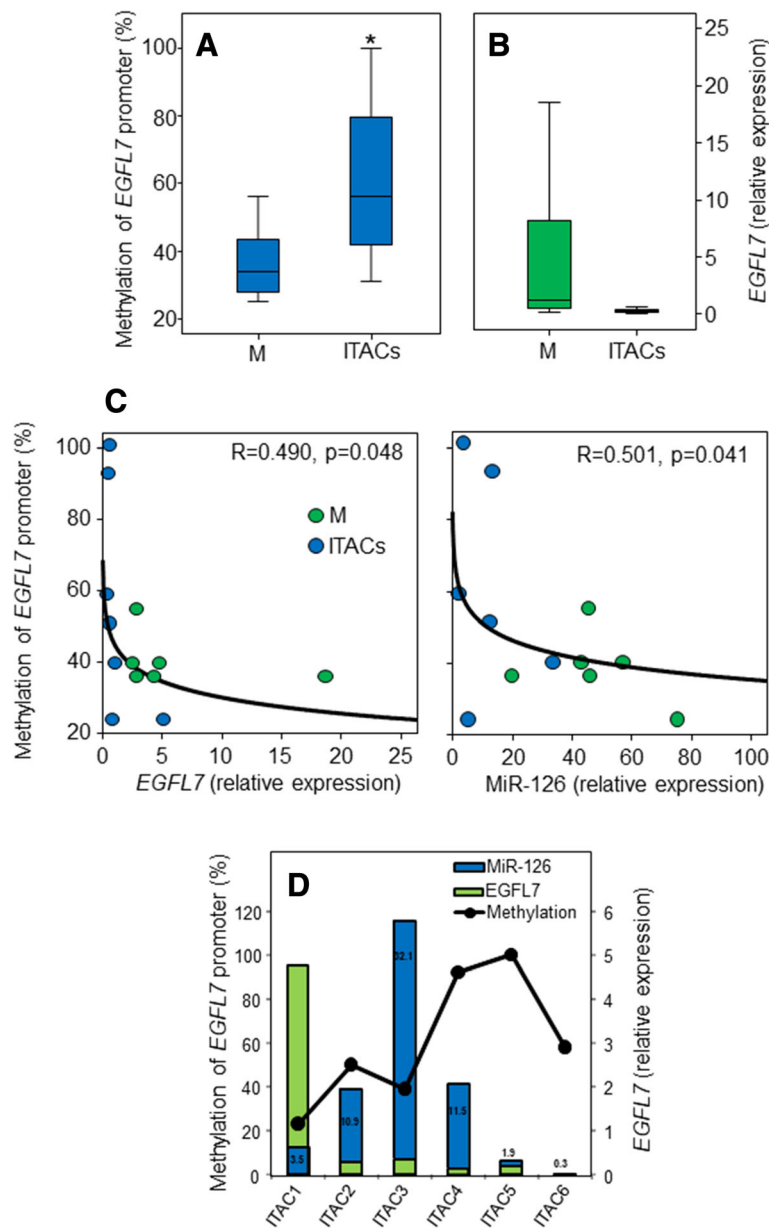 A
*
Methylation of EGFL7 promoter (%)
100
80
60
40
20
M
ITACs
B
25
20
15
10
5
0
EGFL7 (relative expression)
M
ITACs
C
Methylation of EGFL7 promoter (%)
100
80
60
40
20
R=0.490, p=0.048
M
ITACs
0
5
10
15
20
25
EGFL7 (relative expression)
R=0.501, p=0.041
0
20
40
60
80
100
MiR-126 (relative expression)
D
MiR-126
EGFL7
Methylation
Methylation of EGFL7 promoter (%)
120
100
80
60
40
20
0
6
5
4
3
2
1
0
EGFL7 (relative expression)
3.5
10.9
32.1
11.5
1.9
0.3
ITAC1
ITAC2
ITAC3
ITAC4
ITAC5
ITAC6